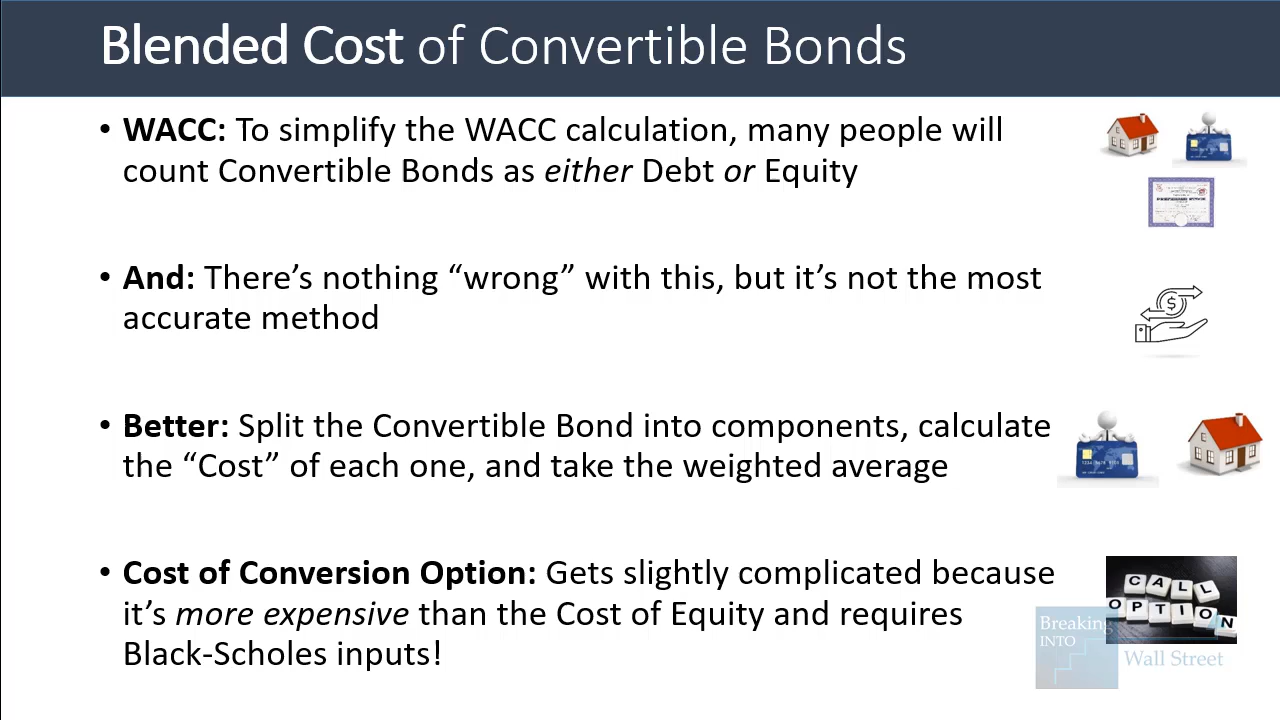 Blended Cost of Convertible Bonds
• WACC: To simplify the WACC calculation, many people will
count Convertible Bonds as either Debt or Equity
• And: There’s nothing “wrong” with this, but it’s not the most
accurate method
• Better: Split the Convertible Bond into components, calculate
the “Cost” of each one, and take the weighted average
• Cost of Conversion Option: Gets slightly complicated because
it’s more expensive than the Cost of Equity and requires
Black-Scholes inputs!
$
CALL
OPTION
Breaking
INTO
Wall Street